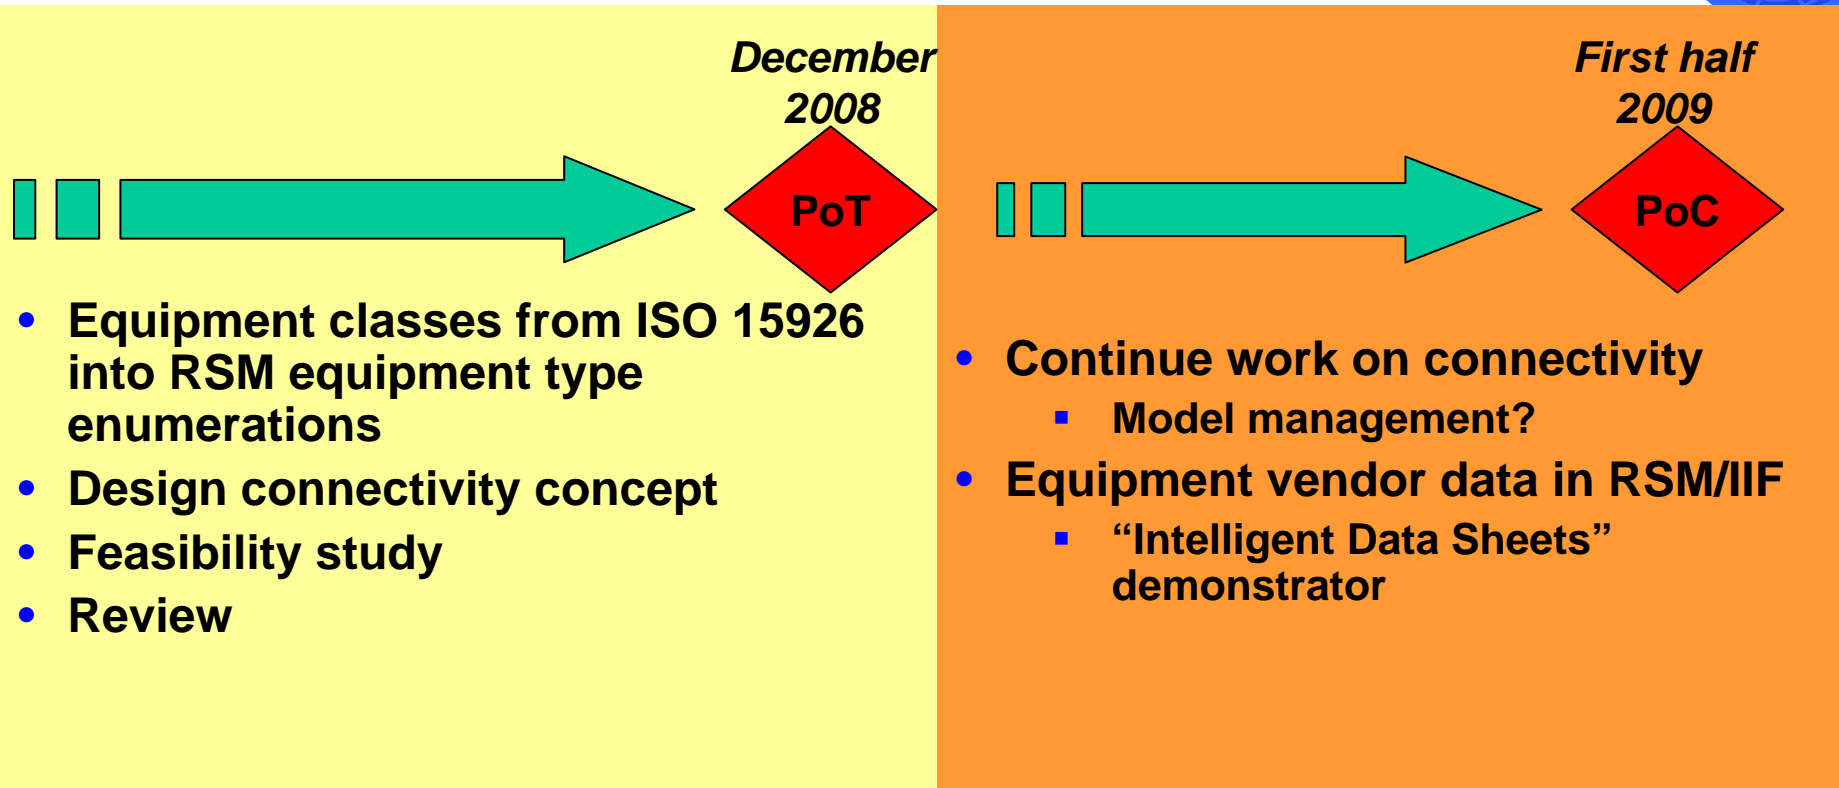 December
2008
PoT
• Equipment classes from ISO 15926
into RSM equipment type
enumerations
• Design connectivity concept
• Feasibility study
• Review
First half
2009
PoC
• Continue work on connectivity
▪ Model management?
• Equipment vendor data in RSM/IIF
▪ “Intelligent Data Sheets”
demonstrator